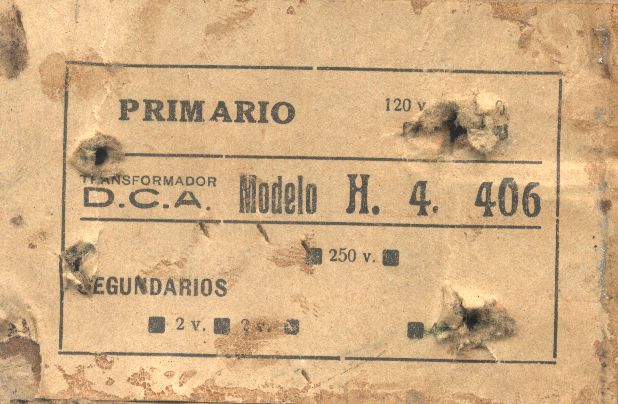 PRIMARIO 120 v
TRANSFORMADOR
D.C.A. Modelo H. 4. 406
250 v.
SEGUNDARIOS
2 v. v.